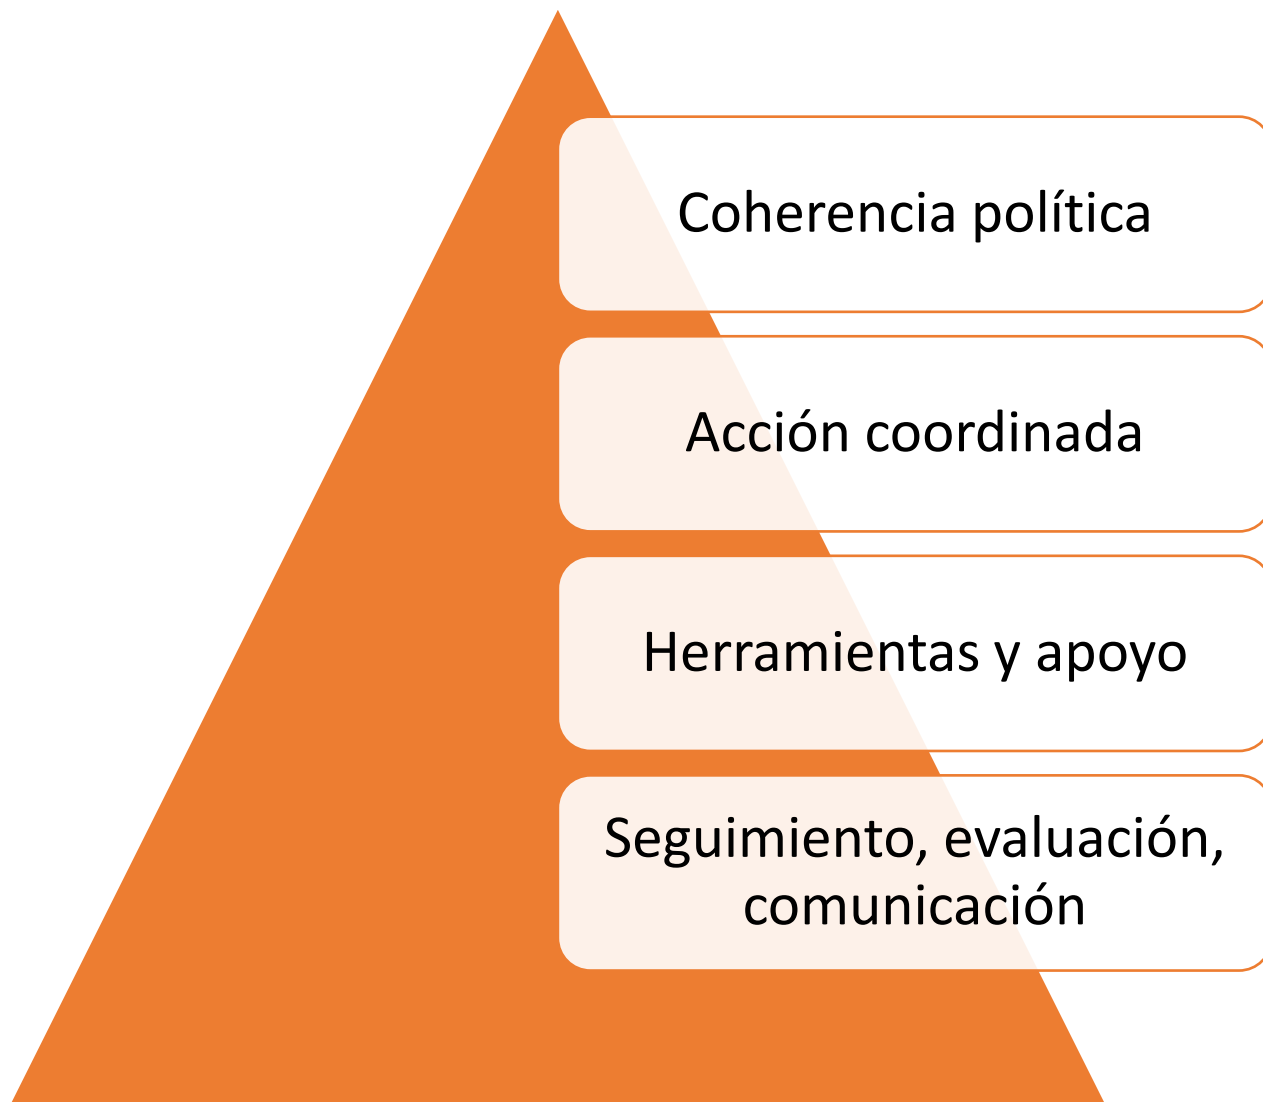 Coherencia política
Acción coordinada
Herramientas y apoyo
Seguimiento, evaluación,
comunicación